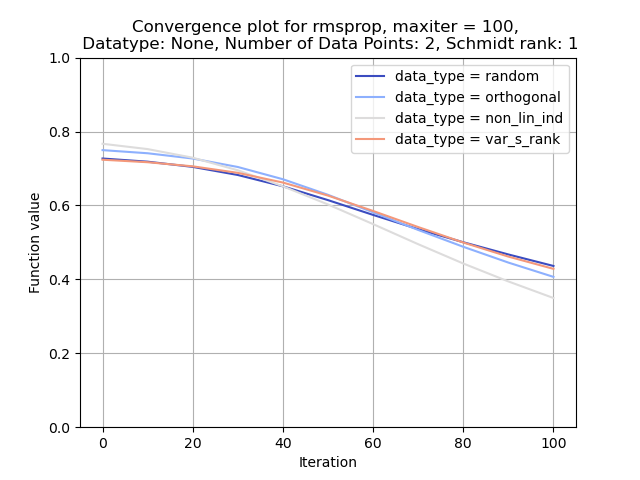 Convergence plot for rmsprop, maxiter = 100,
Datatype: None, Number of Data Points: 2, Schmidt rank: 1
1.0
0.8
0.6
0.4
0.2
0.0
Function value
data_type = random
data_type = orthogonal
data_type = non_lin_ind
data_type = var_s_rank
0 20 40 60 80 100
Iteration